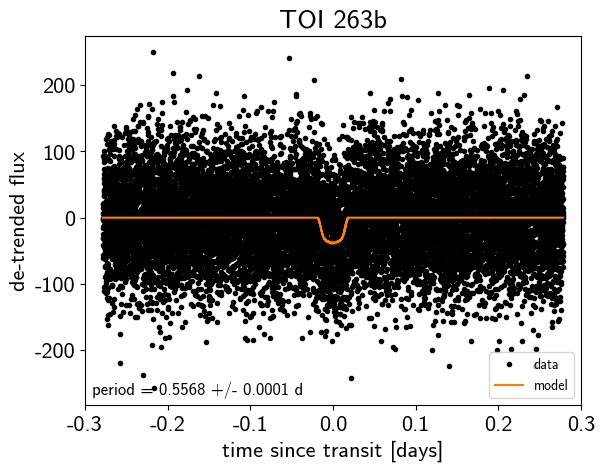 TOI 263b
de-trended flux
200
100
0
-100
-200
period = 0.5568 +/- 0.0001 d
data
model
-0.3 -0.2 -0.1 0.0 0.1 0.2 0.3
time since transit [days]